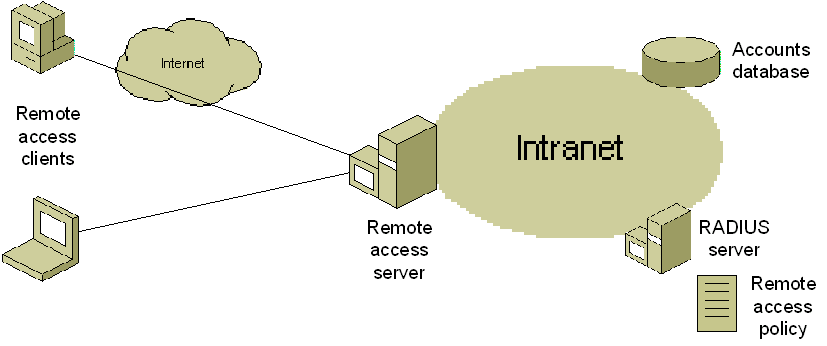 Internet
Remote
access
clients
Accounts
database
Intranet
Remote
access
server
RADIUS
server
Remote
access
policy